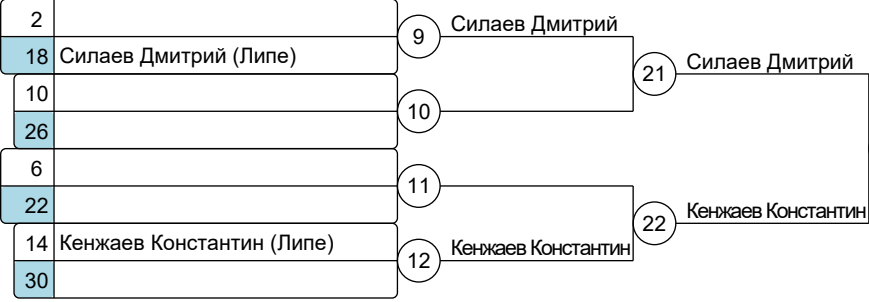 2
9
Силаев Дмитрий
18
Силаев Дмитрий (Липе)
21
Силаев Дмитрий
10
10
26
6
11
22
22
Кенжаев Константин
14
Кенжаев Константин (Липе)
12
Кенжаев Константин
30